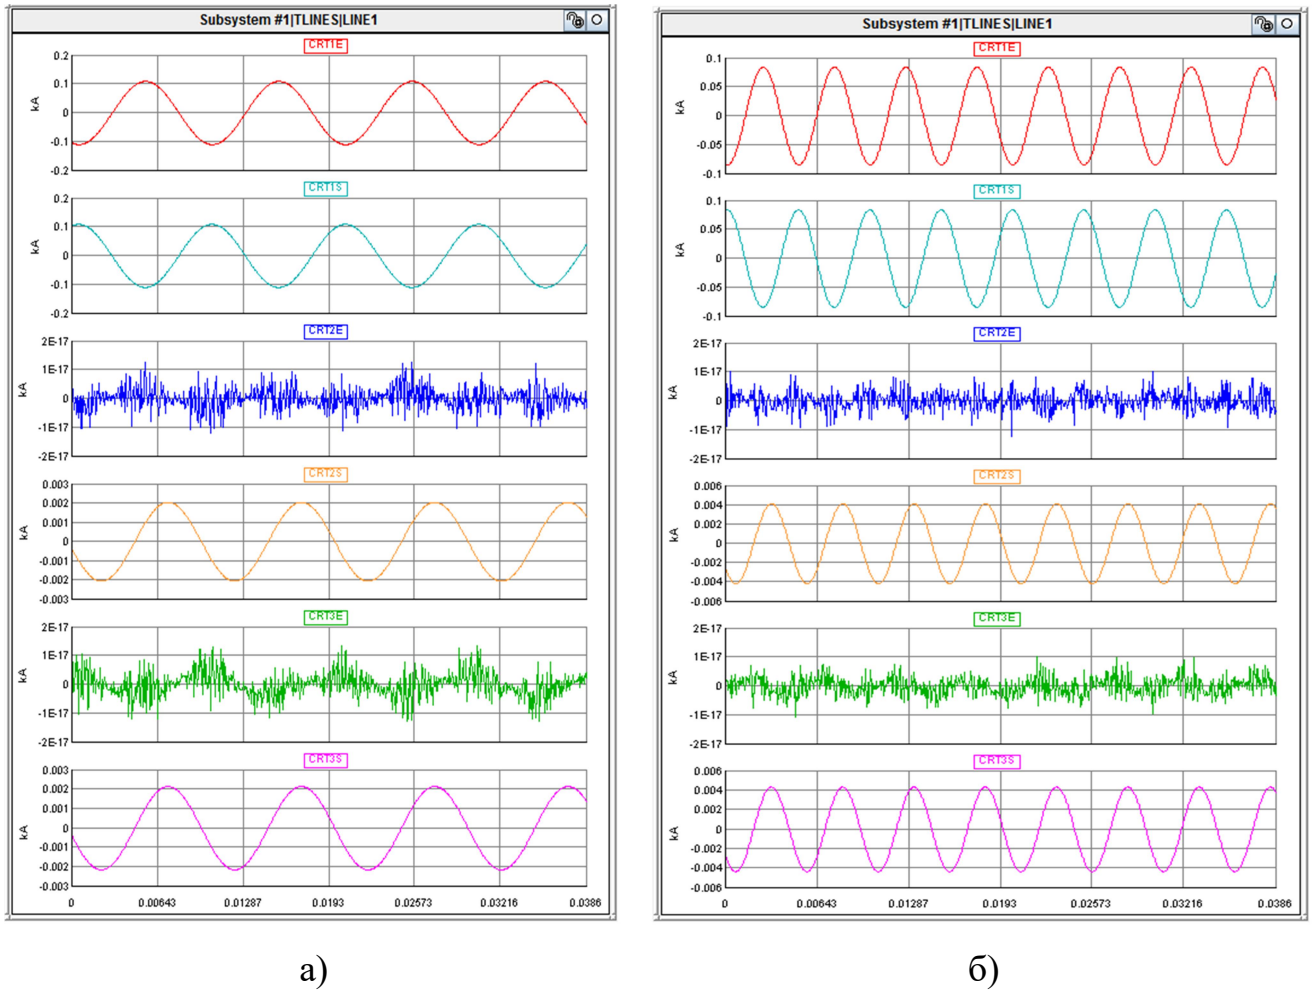 Subsystem #1|TLINES|LINE1
CRT1E
0.2
0.1
0
-0.1
-0.2
kA
CRT1S
0.2
0.1
0
-0.1
-0.2
kA
CRT2E
2E-17
1E-17
0
-1E-17
-2E-17
kA
CRT2S
0.003
0.002
0.001
0
-0.001
-0.002
-0.003
kA
CRT3E
2E-17
1E-17
0
-1E-17
-2E-17
kA
CRT3S
0.003
0.002
0.001
0
-0.001
-0.002
-0.003
kA
0 0.00643 0.01287 0.0193 0.02573 0.03216 0.0386
а)
Subsystem #1|TLINES|LINE1
CRT1E
0.1
0.05
0
-0.05
-0.1
kA
CRT1S
0.1
0.05
0
-0.05
-0.1
kA
CRT2E
2E-17
1E-17
0
-1E-17
-2E-17
kA
CRT2S
0.006
0.004
0.002
0
-0.002
-0.004
-0.006
kA
CRT3E
2E-17
1E-17
0
-1E-17
-2E-17
kA
CRT3S
0.006
0.004
0.002
0
-0.002
-0.004
-0.006
kA
0 0.00643 0.01287 0.0193 0.02573 0.03216 0.0386
б)